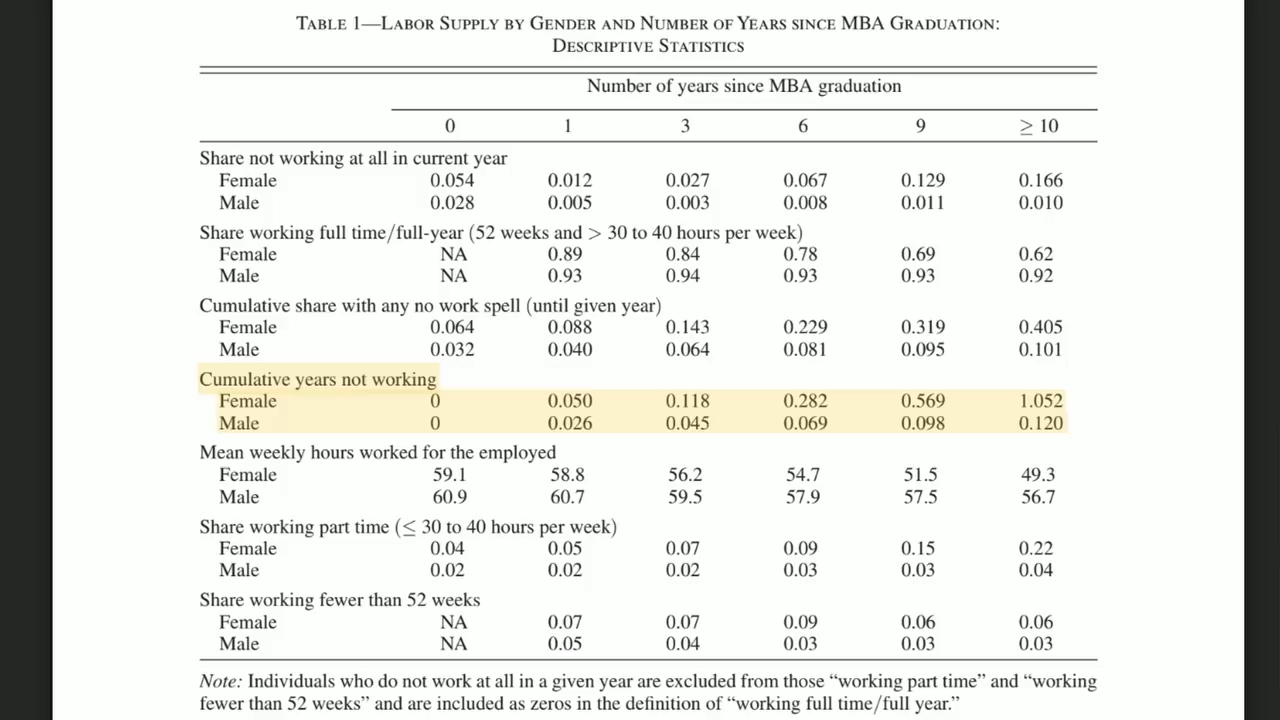 TABLE 1—LABOR SUPPLY BY GENDER AND NUMBER OF YEARS SINCE MBA GRADUATION:
DESCRIPTIVE STATISTICS
Number of years since MBA graduation
0 1 3 6 9 ≥ 10
Share not working at all in current year
Female 0.054 0.012 0.027 0.067 0.129 0.166
Male 0.028 0.005 0.003 0.008 0.011 0.010
Share working full time/full-year (52 weeks and > 30 to 40 hours per week)
Female NA 0.89 0.84 0.78 0.69 0.62
Male NA 0.93 0.94 0.93 0.93 0.92
Cumulative share with any no work spell (until given year)
Female 0.064 0.088 0.143 0.229 0.319 0.405
Male 0.032 0.040 0.064 0.081 0.095 0.101
Cumulative years not working
Female 0 0.050 0.118 0.282 0.569 1.052
Male 0 0.026 0.045 0.069 0.098 0.120
Mean weekly hours worked for the employed
Female 59.1 58.8 56.2 54.7 51.5 49.3
Male 60.9 60.7 59.5 57.9 57.5 56.7
Share working part time (≤ 30 to 40 hours per week)
Female 0.04 0.05 0.07 0.09 0.15 0.22
Male 0.02 0.02 0.02 0.03 0.03 0.04
Share working fewer than 52 weeks
Female NA 0.07 0.07 0.09 0.06 0.06
Male NA 0.05 0.04 0.03 0.03 0.03
Note: Individuals who do not work at all in a given year are excluded from those “working part time” and “working
fewer than 52 weeks” and are included as zeros in the definition of “working full time/full year.”